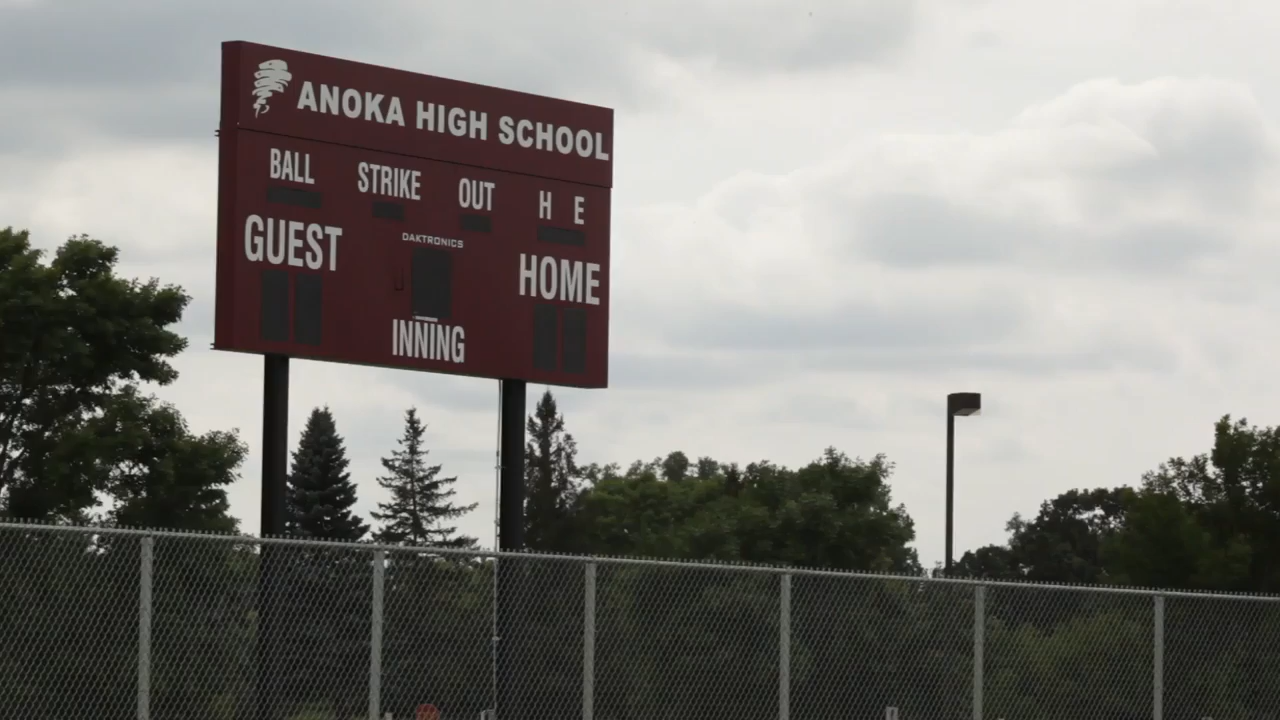 ANOKA HIGH SCHOOL
BALL STRIKE OUT H E
GUEST DAKTRONICS HOME
INNING